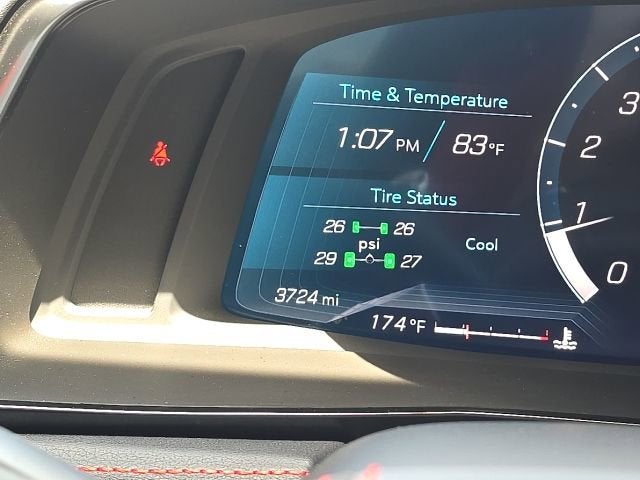 Time & Temperature
1:07 PM / 83°F
Tire Status
26 26
psi Cool
29 27
3724 mi
174°F
3
2
1
0